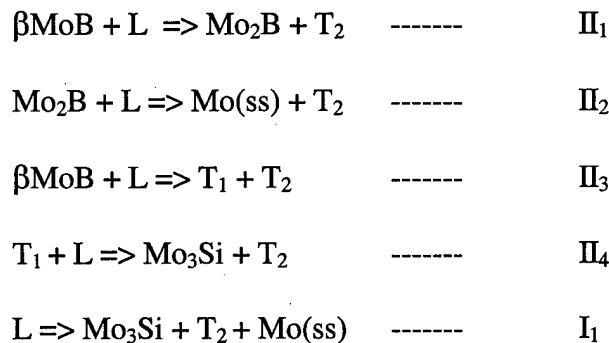 βMoB + L => Mo₂B + T₂ ------- II₁
Mo₂B + L => Mo(ss) + T₂ ------- II₂
βMoB + L => T₁ + T₂ ------- II₃
T₁ + L => Mo₃Si + T₂ ------- II₄
L => Mo₃Si + T₂ + Mo(ss) ------- I₁